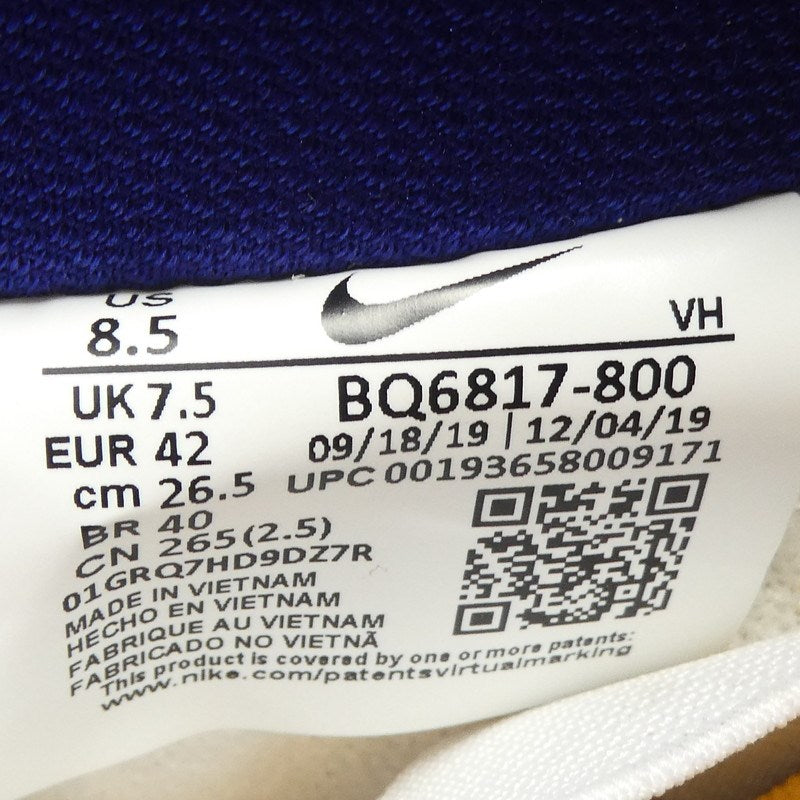 US
8.5
VH
UK 7.5
BQ6817-800
EUR 42
09/18/19 | 12/04/19
cm 26.5
UPC 00193658009171
BR 40
CN 265(2.5)
01GRQ7HD9DZ7R
MADE IN VIETNAM
HECHO EN VIETNAM
FABRIQUE AU VIETNAM
FABRICADO NO VIETNÃ
This product is covered by one or more patents:
www.nike.com/patentsvirtualmarking